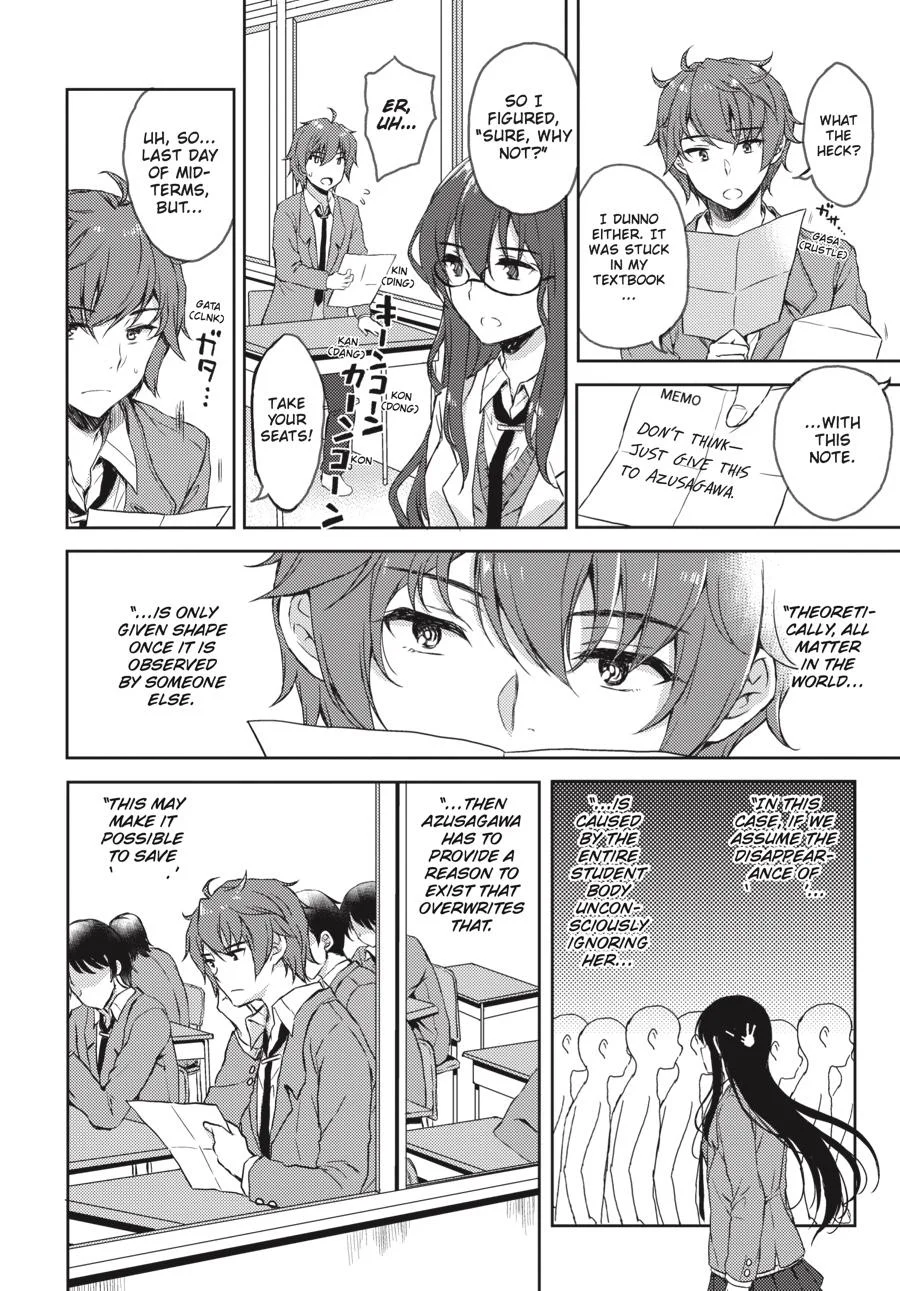 WHAT
THE
HECK?
ガサ…
GASA
(RUSTLE)
I DUNNO
EITHER. IT
WAS STUCK
IN MY
TEXTBOOK
...
...WITH
THIS
NOTE.
MEMO
DON'T THINK—
JUST GIVE THIS
TO AZUSAGAWA.
SO I
FIGURED,
"SURE, WHY
NOT?"
ER,
UH...
キーンコーン
カーンコーン
KIN
(DING)
KAN
(DANG)
KON
(DONG)
KON
TAKE
YOUR
SEATS!
UH, SO...
LAST DAY
OF MID-
TERMS,
BUT...
GATA
(CLNK)
ガタ…
"THEORETI-
CALLY, ALL
MATTER
IN THE
WORLD...
"...IS ONLY
GIVEN SHAPE
ONCE IT IS
OBSERVED
BY SOMEONE
ELSE.
"IN THIS
CASE, IF WE
ASSUME THE
DISAPPEAR-
ANCE OF
'     '...
"...IS
CAUSED
BY THE
ENTIRE
STUDENT
BODY
UNCON-
SCIOUSLY
IGNORING
HER...
"...THEN
AZUSAGAWA
HAS TO
PROVIDE A
REASON TO
EXIST THAT
OVERWRITES
THAT.
"THIS MAY
MAKE IT
POSSIBLE
TO SAVE
'     .'